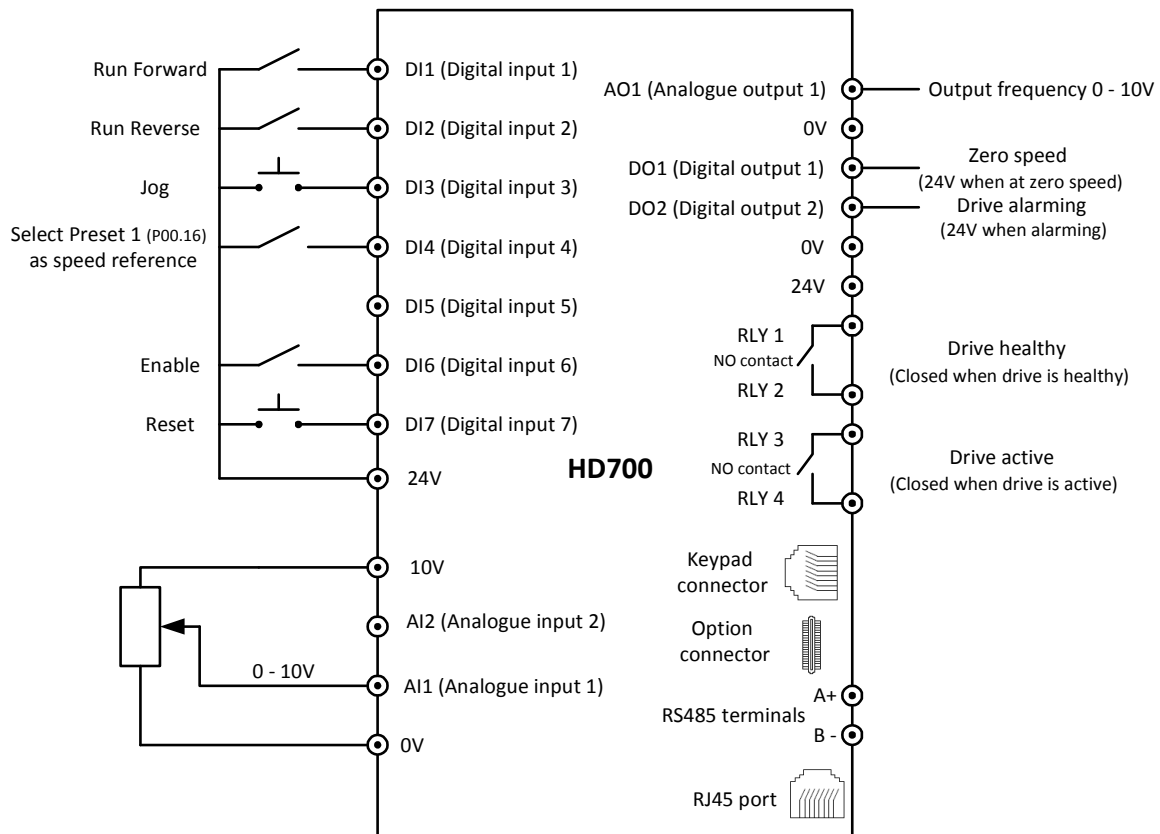 Run Forward
DI1 (Digital input 1)
Run Reverse
DI2 (Digital input 2)
Jog
DI3 (Digital input 3)
Select Preset 1 (P00.16)
as speed reference
DI4 (Digital input 4)
DI5 (Digital input 5)
Enable
DI6 (Digital input 6)
Reset
DI7 (Digital input 7)
24V
10V
AI2 (Analogue input 2)
0 - 10V
AI1 (Analogue input 1)
0V
HD700
AO1 (Analogue output 1)
Output frequency 0 - 10V
0V
DO1 (Digital output 1)
Zero speed
(24V when at zero speed)
DO2 (Digital output 2)
Drive alarming
(24V when alarming)
0V
24V
RLY 1
NO contact
RLY 2
Drive healthy
(Closed when drive is healthy)
RLY 3
NO contact
RLY 4
Drive active
(Closed when drive is active)
Keypad
connector
Option
connector
A+
RS485 terminals
B -
RJ45 port